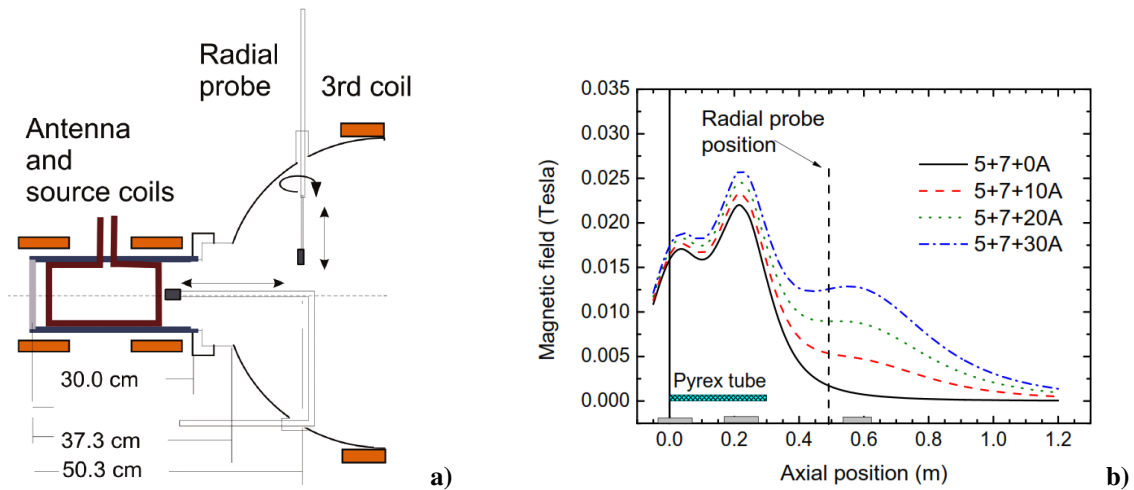 Radial
probe
3rd coil
Antenna
and
source coils
30.0 cm
37.3 cm
50.3 cm
a)
Magnetic field (Tesla)
0.035
0.030
0.025
0.020
0.015
0.010
0.005
0.000
Radial probe
position
5+7+0A
5+7+10A
5+7+20A
5+7+30A
Pyrex tube
0.0 0.2 0.4 0.6 0.8 1.0 1.2
Axial position (m)
b)